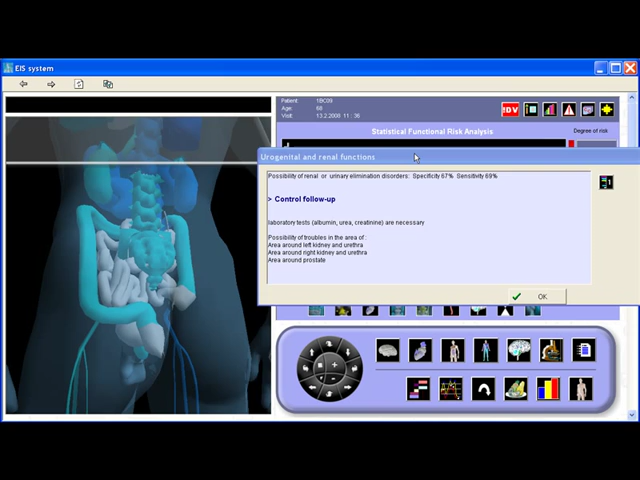 EIS system
Patient 1BC08
Age: 68
Visit: 13.2.2008 11 : 36
!DV
Statistical Functional Risk Analysis
Degree of risk
Urogenital and renal functions
Possibility of renal or urinary elimination disorders: Specificity 67% Sensitivity 69%
> Control follow-up
laboratory tests (albumin, urea, creatinine) are necessary
Possibility of troubles in the area of :
Area around left kidney and urethra
Area around right kidney and urethra
Area around prostate
OK